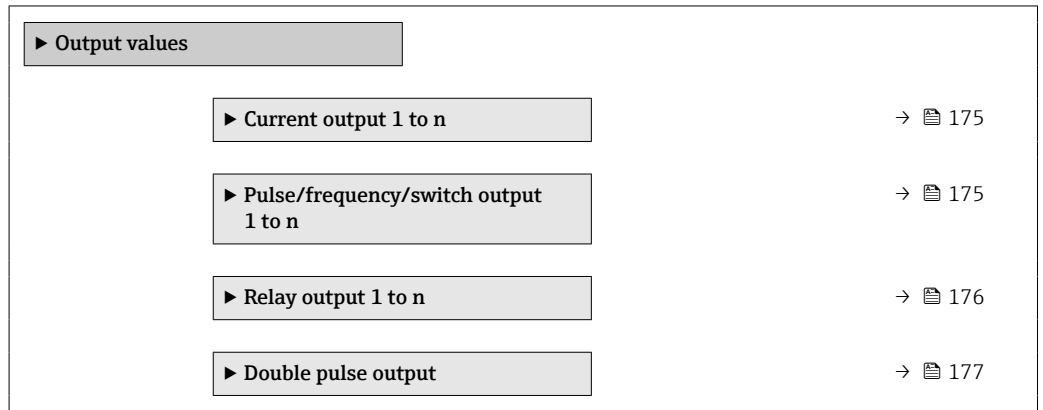 ▶ Output values
▶ Current output 1 to n → 175
▶ Pulse/frequency/switch output → 175
1 to n
▶ Relay output 1 to n → 176
▶ Double pulse output → 177